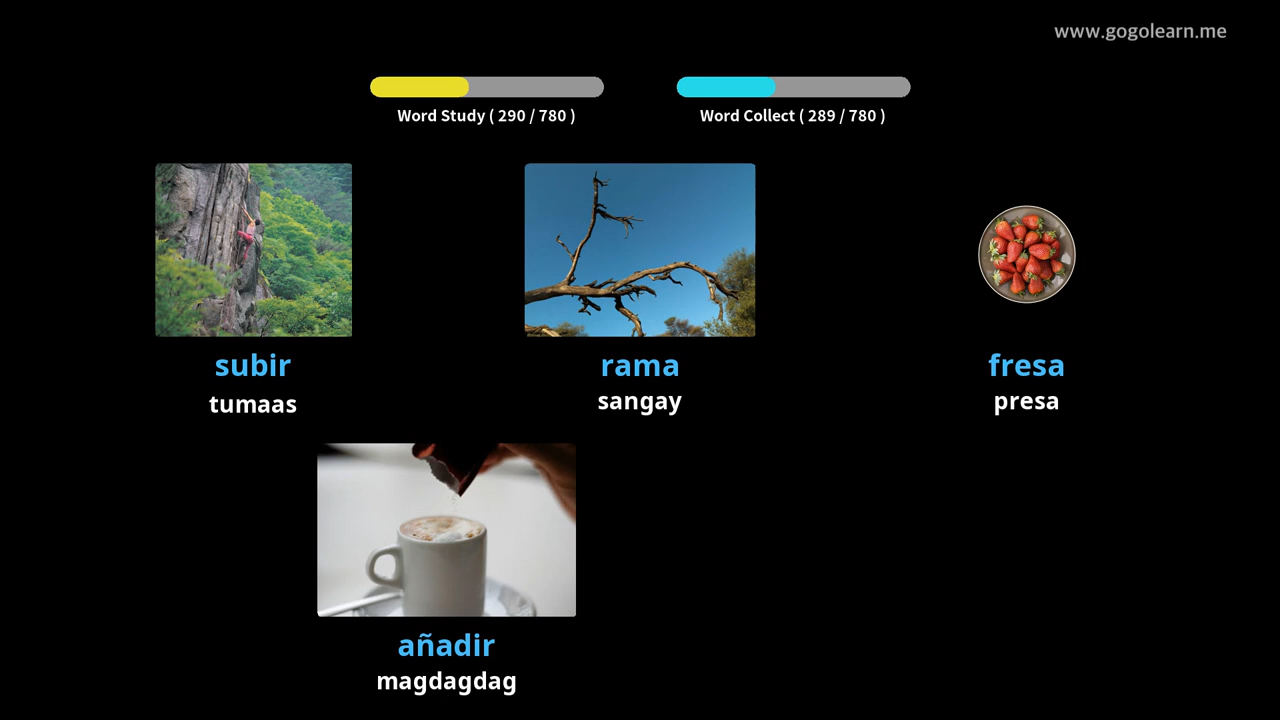 www.gogolearn.me
Word Study ( 290 / 780 )
Word Collect ( 289 / 780 )
subir
tumaas
rama
sangay
fresa
presa
añadir
magdagdag